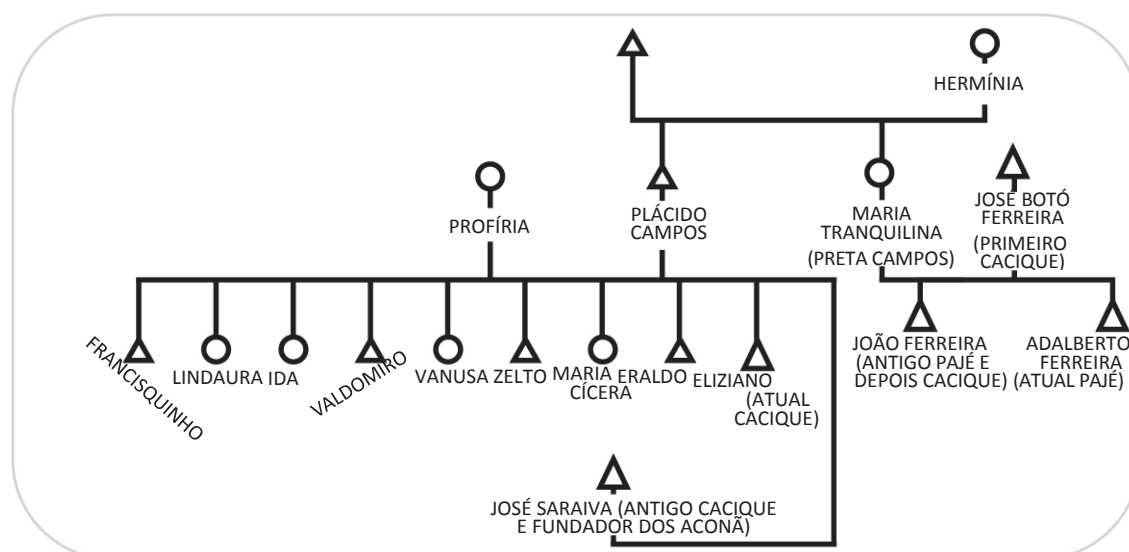 HERMÍNIA
PROFÍRIA
PLÁCIDO
CAMPOS
MARIA
TRANQUILINA
(PRETA CAMPOS)
JOSÉ BOTÓ
FERREIRA
(PRIMEIRO
CACIQUE)
FRANCISQUINHO
LINDAURA
IDA
VALDOMIRO
VANUSA
ZELTO
MARIA
CÍCERA
ERALDO
ELIZIANO
(ATUAL
CACIQUE)
JOÃO FERREIRA
(ANTIGO PAJÉ E
DEPOIS CACIQUE)
ADALBERTO
FERREIRA
(ATUAL PAJÉ)
JOSÉ SARAIVA (ANTIGO CACIQUE
E FUNDADOR DOS ACONÃ)